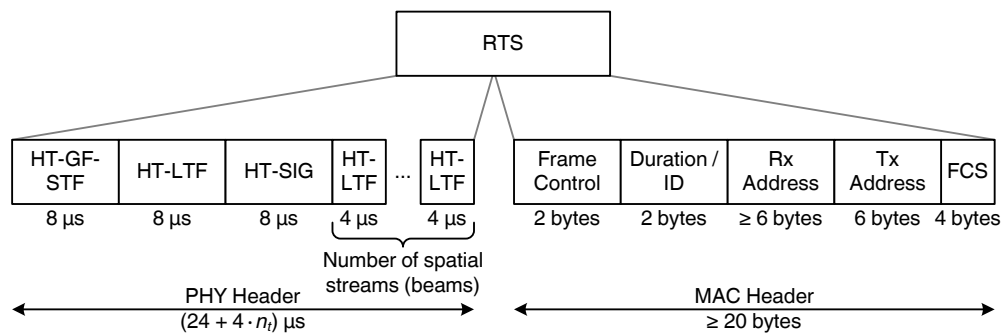 RTS
HT-GF-
STF
HT-LTF
HT-SIG
HT-
LTF
...
HT-
LTF
Frame
Control
Duration /
ID
Rx
Address
Tx
Address
FCS
8 µs
8 µs
8 µs
4 µs
4 µs
2 bytes
2 bytes
≥ 6 bytes
6 bytes
4 bytes
Number of spatial
streams (beams)
PHY Header
(24 + 4 · nₜ) µs
MAC Header
≥ 20 bytes